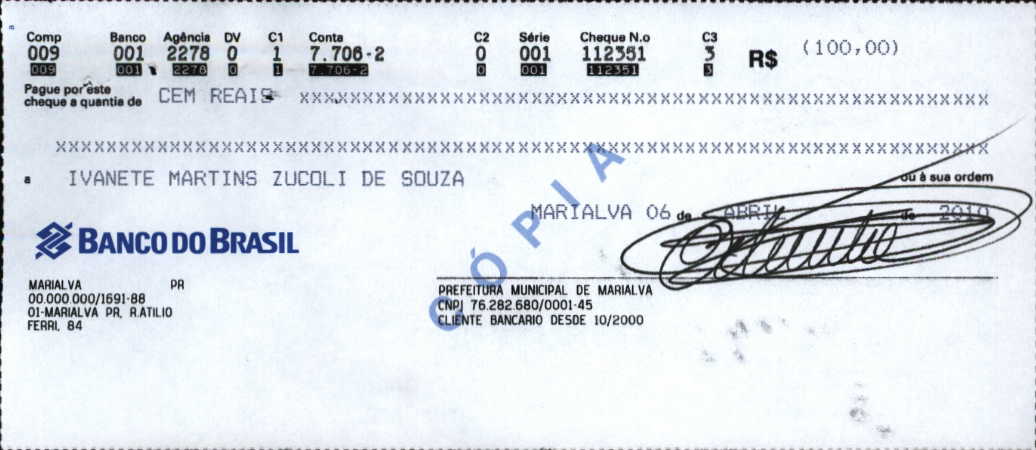 Comp Banco Agência DV C1 Conta C2 Série Cheque N.o C3
009 001 2278 0 1 7.706-2 0 001 112351 3 R$ (100,00)
009 001 2278 0 1 7.706-2 0 001 112351 3
Pague por este
cheque a quantia de CEM REAIS xxxxxxxxxxxxxxxxxxxxxxxxxxxxxxxxxxxxxxxxxxxxxxxxxxxxxxxxxx
xxxxxxxxxxxxxxxxxxxxxxxxxxxxxxxxxxxxxxxxxxxxxxxxxxxxxxxxxxxxxxxxxxxxxxxxxxxxxx
a IVANETE MARTINS ZUCOLI DE SOUZA ou à sua ordem
MARIALVA 06 de ABRIL de 2010
BANCO DO BRASIL
MARIALVA PR
00.000.000/1691-88
01-MARIALVA PR, R.ATILIO
FERRI, 84
PREFEITURA MUNICIPAL DE MARIALVA
CNPJ 76.282.680/0001-45
CLIENTE BANCARIO DESDE 10/2000
CÓPIA